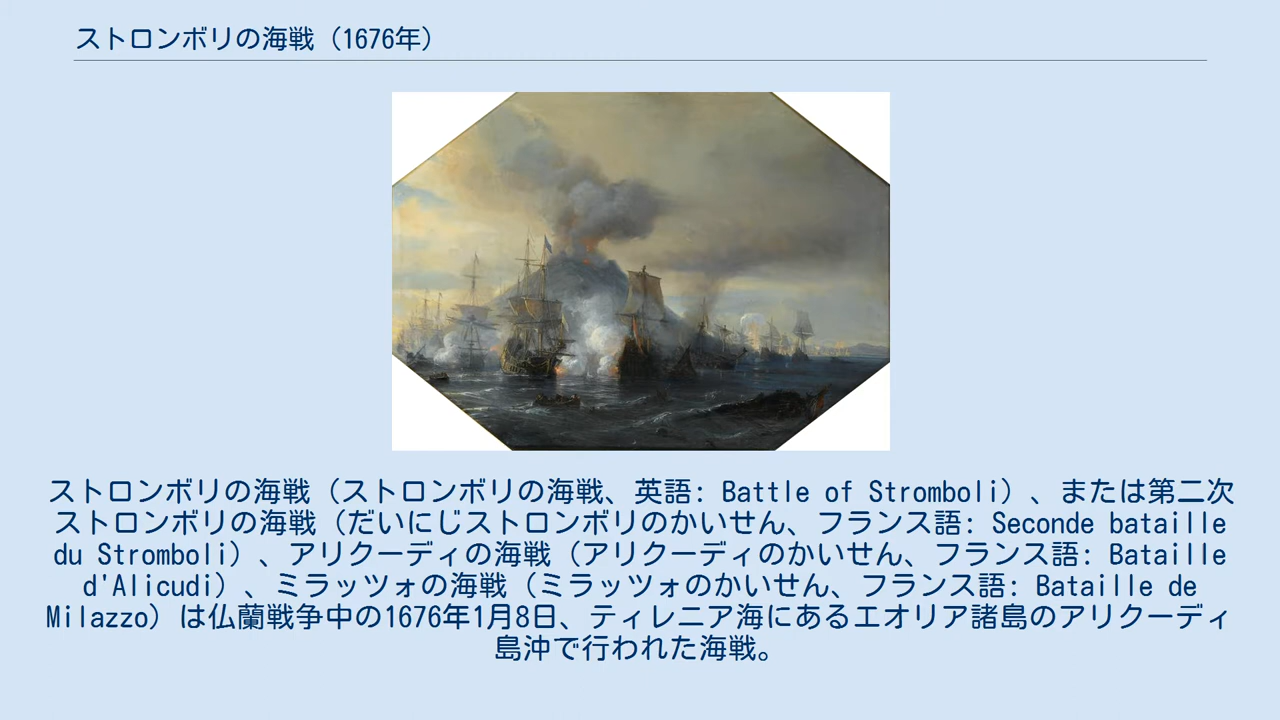 ストロンボリの海戦（1676年）
ストロンボリの海戦（ストロンボリの海戦、英語: Battle of Stromboli）、または第二次
ストロンボリの海戦（だいにじストロンボリのかいせん、フランス語: Seconde bataille
du Stromboli）、アリクーディの海戦（アリクーディのかいせん、フランス語: Bataille
d'Alicudi）、ミラッツォの海戦（ミラッツォのかいせん、フランス語: Bataille de
Milazzo）は仏蘭戦争中の1676年1月8日、ティレニア海にあるエオリア諸島のアリクーディ
島沖で行われた海戦。